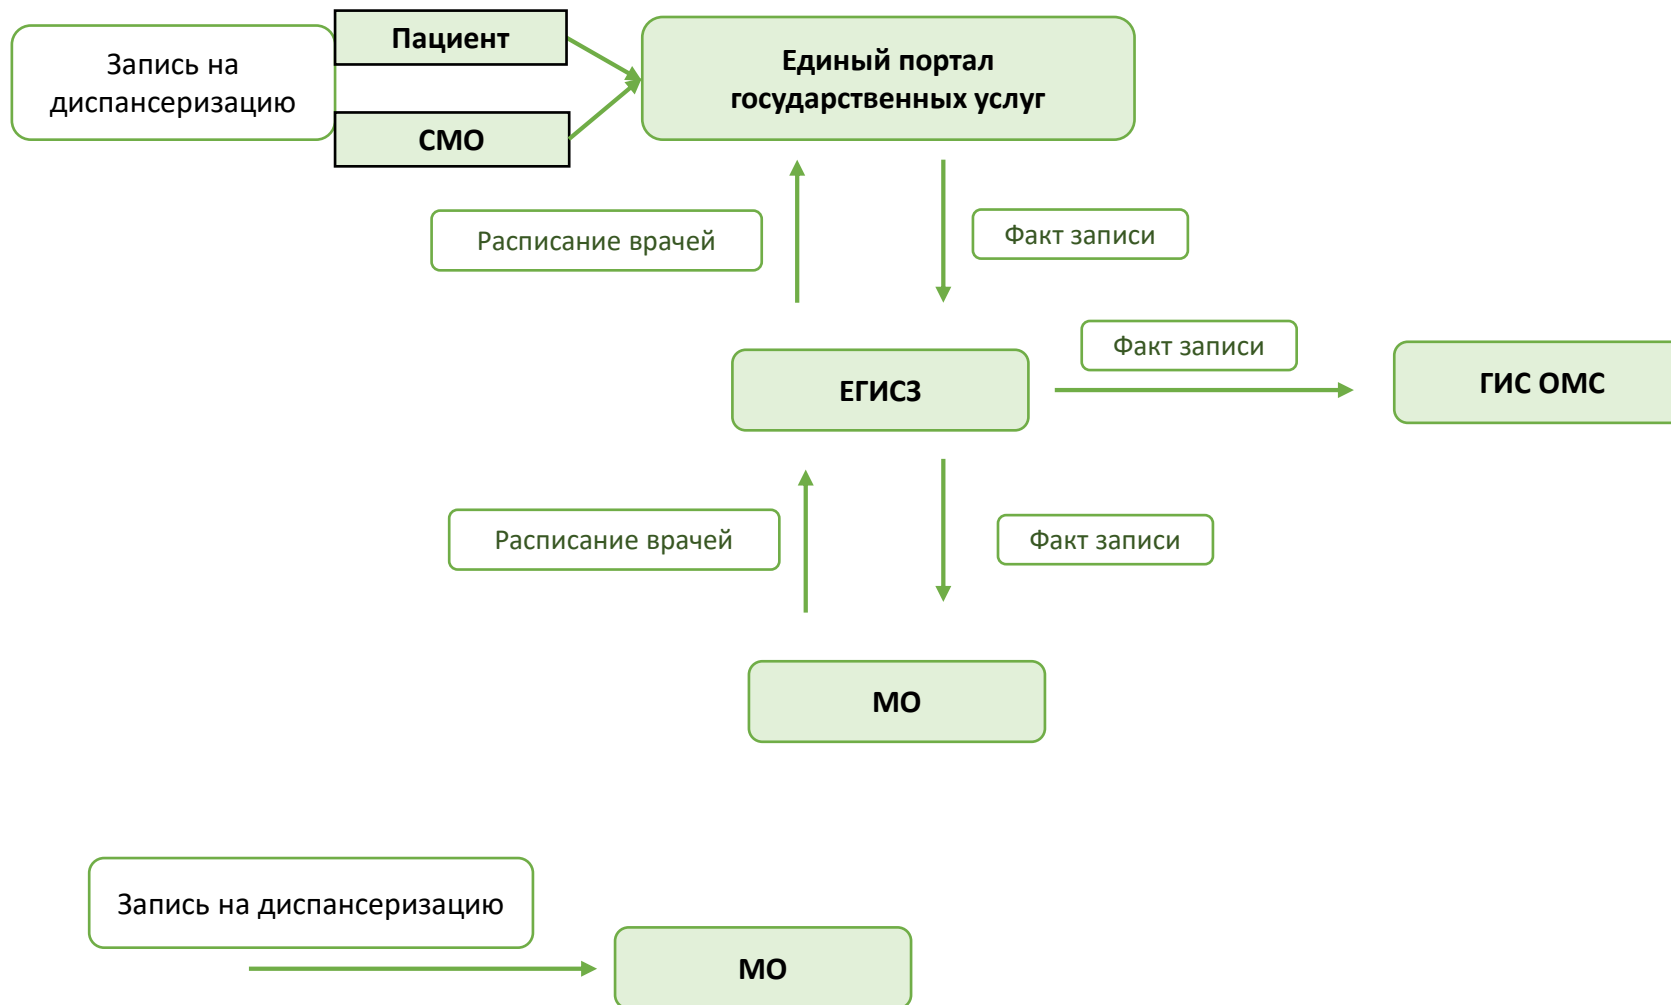 Запись на
диспансеризацию
Пациент
СМО
Единый портал
государственных услуг
Расписание врачей
Факт записи
ЕГИСЗ
Факт записи
ГИС ОМС
Расписание врачей
Факт записи
МО
Запись на диспансеризацию
МО